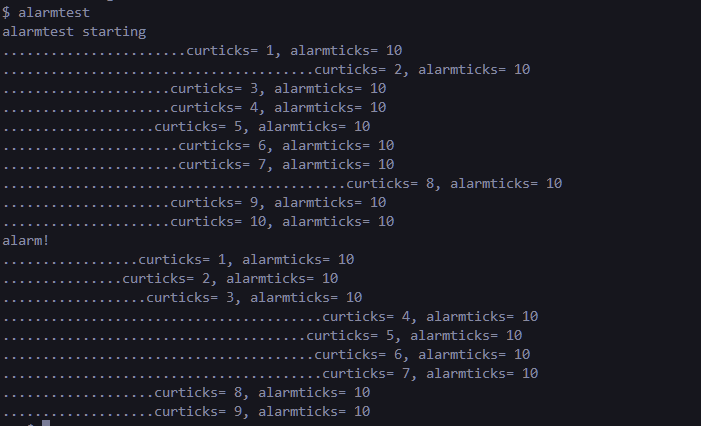 $ alarmtest
alarmtest starting
.......................curticks= 1, alarmticks= 10
.......................................curticks= 2, alarmticks= 10
.....................curticks= 3, alarmticks= 10
.....................curticks= 4, alarmticks= 10
...................curticks= 5, alarmticks= 10
......................curticks= 6, alarmticks= 10
......................curticks= 7, alarmticks= 10
...........................................curticks= 8, alarmticks= 10
.....................curticks= 9, alarmticks= 10
.....................curticks= 10, alarmticks= 10
alarm!
.................curticks= 1, alarmticks= 10
...............curticks= 2, alarmticks= 10
..................curticks= 3, alarmticks= 10
........................................curticks= 4, alarmticks= 10
......................................curticks= 5, alarmticks= 10
.......................................curticks= 6, alarmticks= 10
........................................curticks= 7, alarmticks= 10
...................curticks= 8, alarmticks= 10
...................curticks= 9, alarmticks= 10